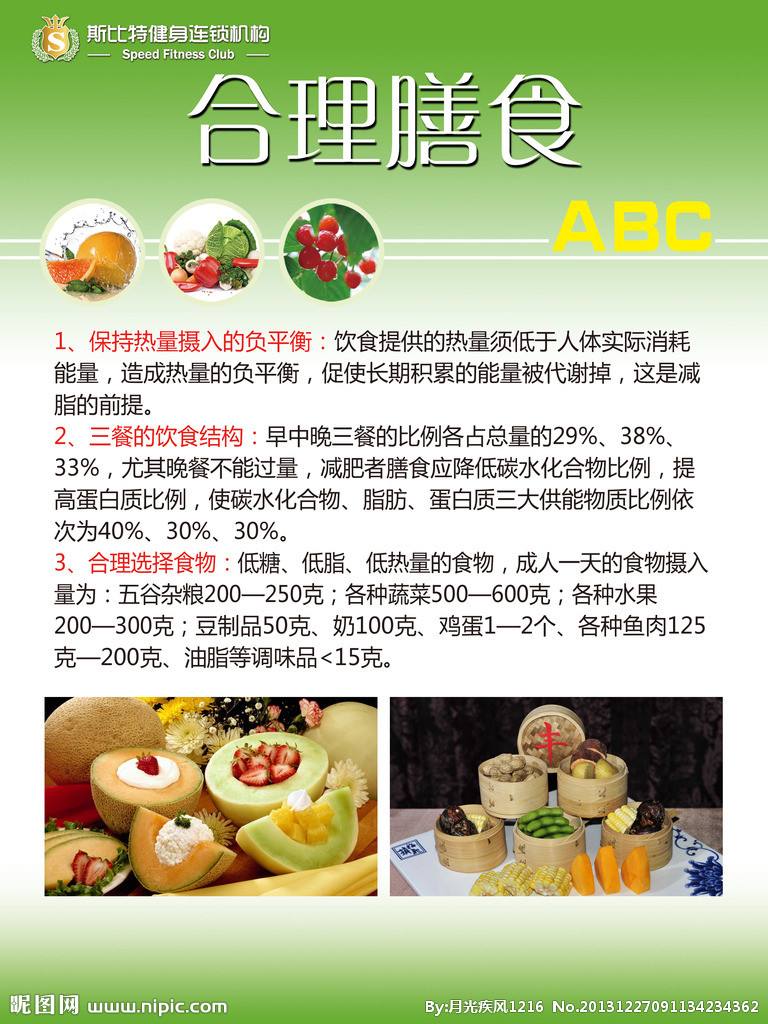 斯比特健身连锁机构
Speed Fitness Club
合理膳食
ABC
1、保持热量摄入的负平衡：饮食提供的热量须低于人体实际消耗
能量，造成热量的负平衡，促使长期积累的能量被代谢掉，这是减
脂的前提。
2、三餐的饮食结构：早中晚三餐的比例各占总量的29%、38%、
33%，尤其晚餐不能过量，减肥者膳食应降低碳水化合物比例，提
高蛋白质比例，使碳水化合物、脂肪、蛋白质三大供能物质比例依
次为40%、30%、30%。
3、合理选择食物：低糖、低脂、低热量的食物，成人一天的食物摄入
量为：五谷杂粮200—250克；各种蔬菜500—600克；各种水果
200—300克；豆制品50克、奶100克、鸡蛋1—2个、各种鱼肉125
克—200克、油脂等调味品<15克。
丰
昵图网 www.nipic.com
By:月光疾风1216 No.20131227091134234362